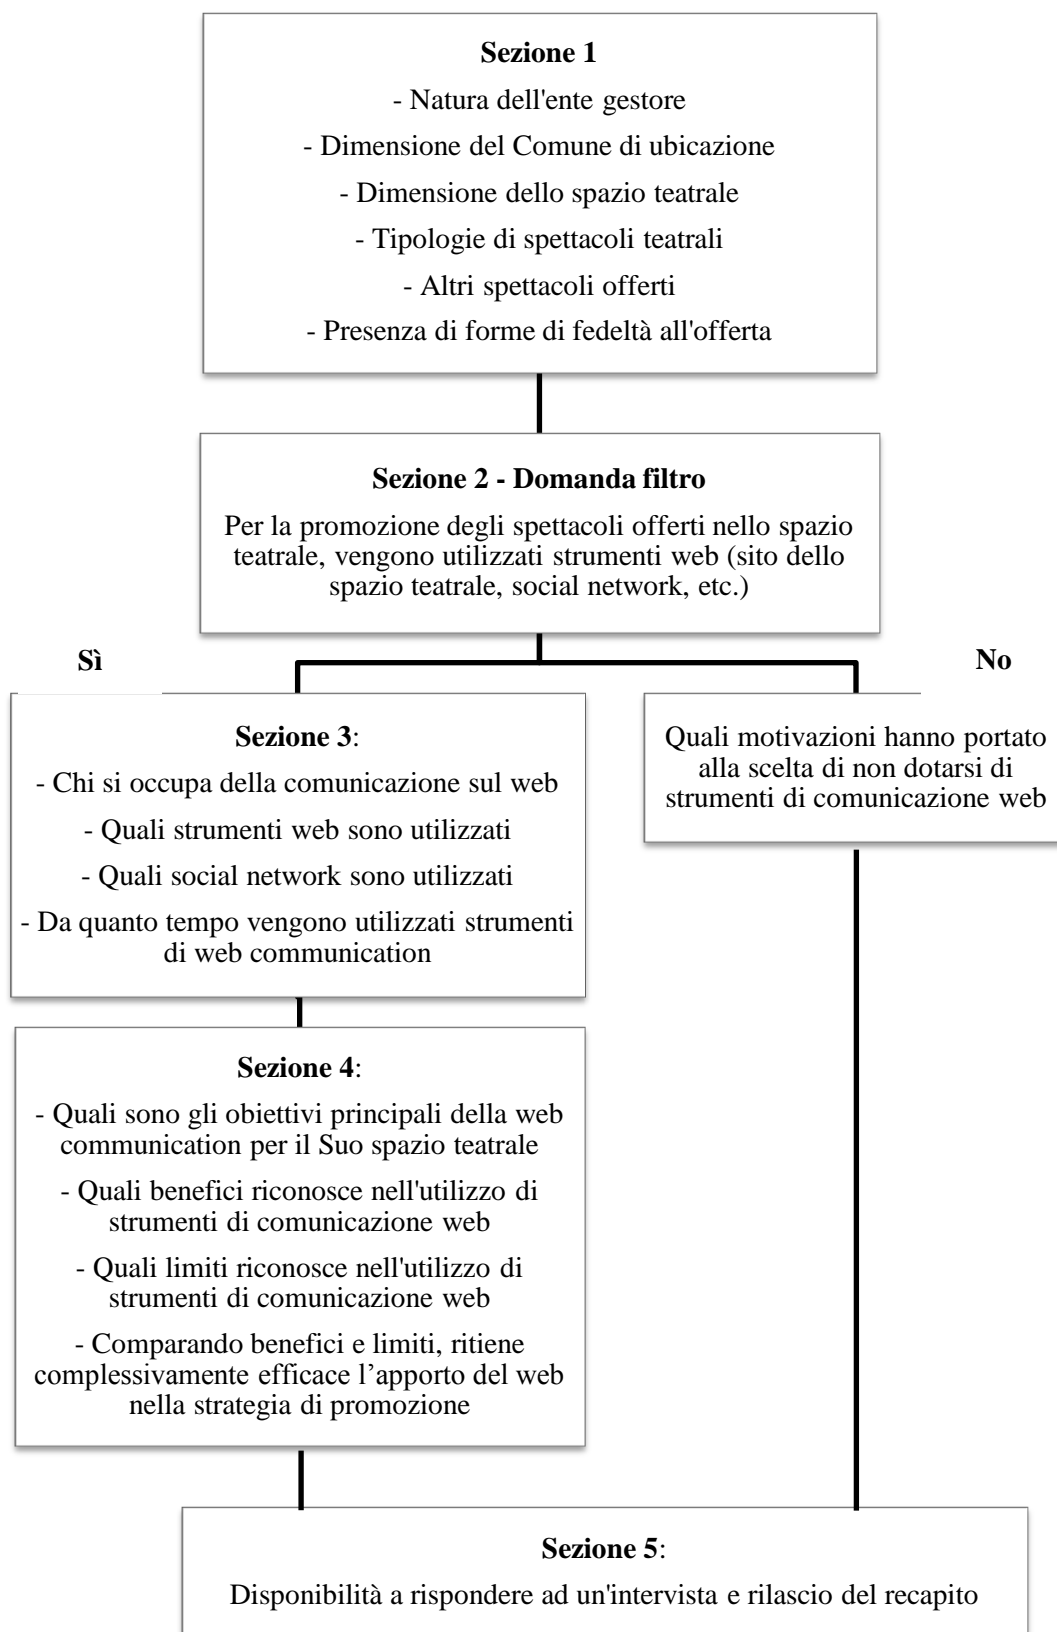 Sezione 1
- Natura dell'ente gestore
- Dimensione del Comune di ubicazione
- Dimensione dello spazio teatrale
- Tipologie di spettacoli teatrali
- Altri spettacoli offerti
- Presenza di forme di fedeltà all'offerta
Sezione 2 - Domanda filtro
Per la promozione degli spettacoli offerti nello spazio
teatrale, vengono utilizzati strumenti web (sito dello
spazio teatrale, social network, etc.)
Sì
No
Sezione 3:
- Chi si occupa della comunicazione sul web
- Quali strumenti web sono utilizzati
- Quali social network sono utilizzati
- Da quanto tempo vengono utilizzati strumenti
di web communication
Quali motivazioni hanno portato
alla scelta di non dotarsi di
strumenti di comunicazione web
Sezione 4:
- Quali sono gli obiettivi principali della web
communication per il Suo spazio teatrale
- Quali benefici riconosce nell'utilizzo di
strumenti di comunicazione web
- Quali limiti riconosce nell'utilizzo di
strumenti di comunicazione web
- Comparando benefici e limiti, ritiene
complessivamente efficace l’apporto del web
nella strategia di promozione
Sezione 5:
Disponibilità a rispondere ad un'intervista e rilascio del recapito